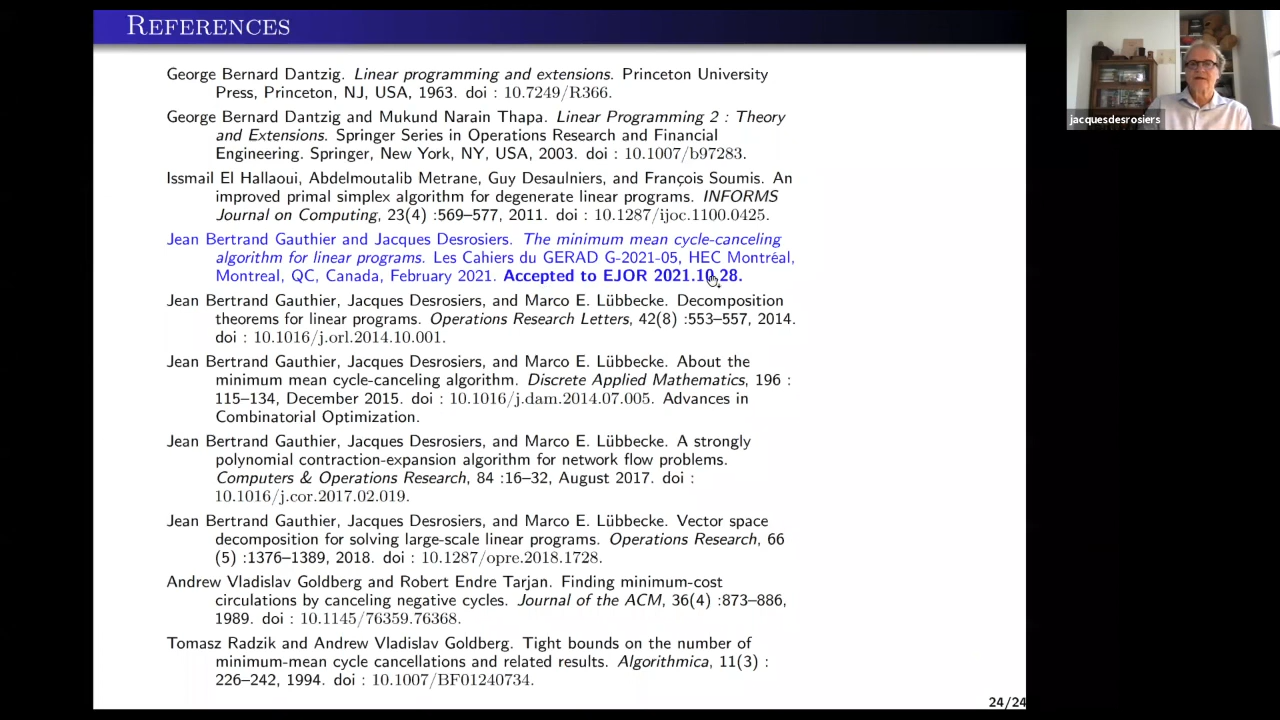 REFERENCES
George Bernard Dantzig. Linear programming and extensions. Princeton University
Press, Princeton, NJ, USA, 1963. doi : 10.7249/R366.
George Bernard Dantzig and Mukund Narain Thapa. Linear Programming 2 : Theory
and Extensions. Springer Series in Operations Research and Financial
Engineering. Springer, New York, NY, USA, 2003. doi : 10.1007/b97283.
Issmail El Hallaoui, Abdelmoutalib Metrane, Guy Desaulniers, and François Soumis. An
improved primal simplex algorithm for degenerate linear programs. INFORMS
Journal on Computing, 23(4) :569–577, 2011. doi : 10.1287/ijoc.1100.0425.
Jean Bertrand Gauthier and Jacques Desrosiers. The minimum mean cycle-canceling
algorithm for linear programs. Les Cahiers du GERAD G-2021-05, HEC Montréal,
Montreal, QC, Canada, February 2021. Accepted to EJOR 2021.10.28.
Jean Bertrand Gauthier, Jacques Desrosiers, and Marco E. Lübbecke. Decomposition
theorems for linear programs. Operations Research Letters, 42(8) :553–557, 2014.
doi : 10.1016/j.orl.2014.10.001.
Jean Bertrand Gauthier, Jacques Desrosiers, and Marco E. Lübbecke. About the
minimum mean cycle-canceling algorithm. Discrete Applied Mathematics, 196 :
115–134, December 2015. doi : 10.1016/j.dam.2014.07.005. Advances in
Combinatorial Optimization.
Jean Bertrand Gauthier, Jacques Desrosiers, and Marco E. Lübbecke. A strongly
polynomial contraction-expansion algorithm for network flow problems.
Computers & Operations Research, 84 :16–32, August 2017. doi :
10.1016/j.cor.2017.02.019.
Jean Bertrand Gauthier, Jacques Desrosiers, and Marco E. Lübbecke. Vector space
decomposition for solving large-scale linear programs. Operations Research, 66
(5) :1376–1389, 2018. doi : 10.1287/opre.2018.1728.
Andrew Vladislav Goldberg and Robert Endre Tarjan. Finding minimum-cost
circulations by canceling negative cycles. Journal of the ACM, 36(4) :873–886,
1989. doi : 10.1145/76359.76368.
Tomasz Radzik and Andrew Vladislav Goldberg. Tight bounds on the number of
minimum-mean cycle cancellations and related results. Algorithmica, 11(3) :
226–242, 1994. doi : 10.1007/BF01240734.
24/24
jacquesdesrosiers